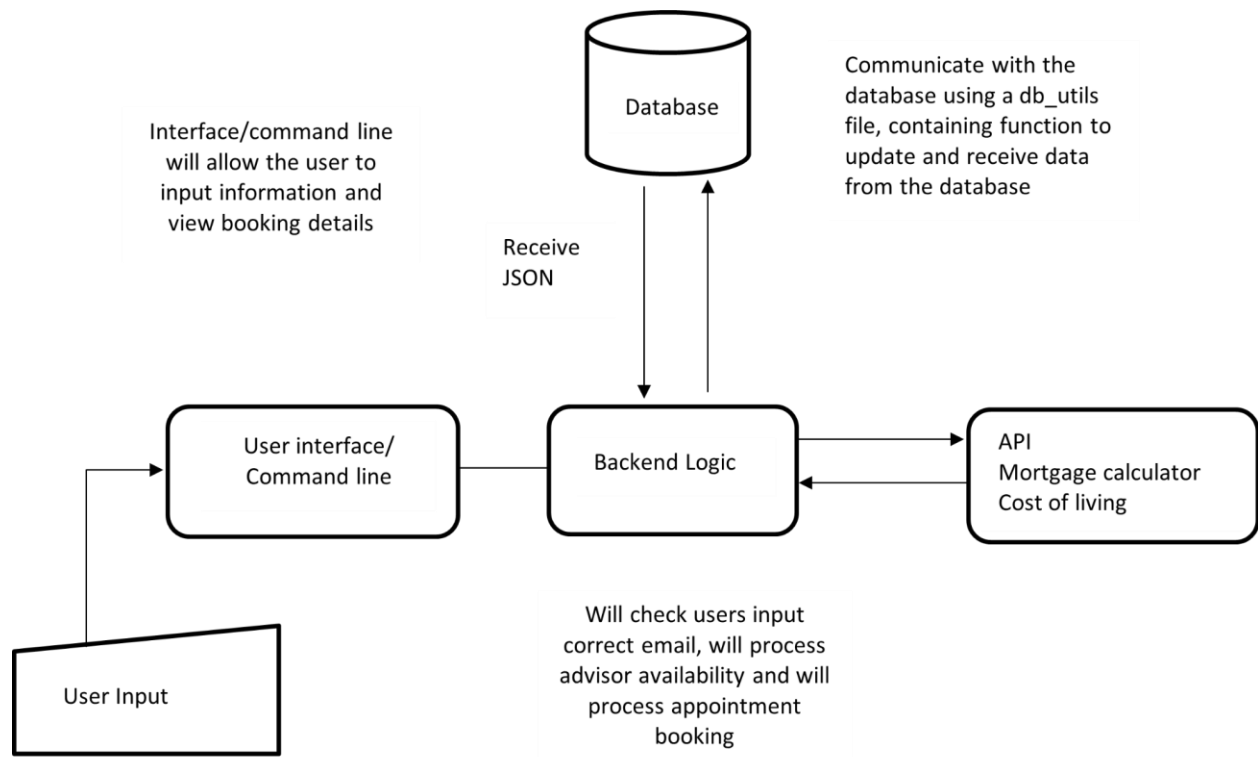 Database
Communicate with the
database using a db_utils
file, containing function to
update and receive data
from the database
Interface/command line
will allow the user to
input information and
view booking details
Receive
JSON
User interface/
Command line
Backend Logic
API
Mortgage calculator
Cost of living
Will check users input
correct email, will process
advisor availability and will
process appointment
booking
User Input